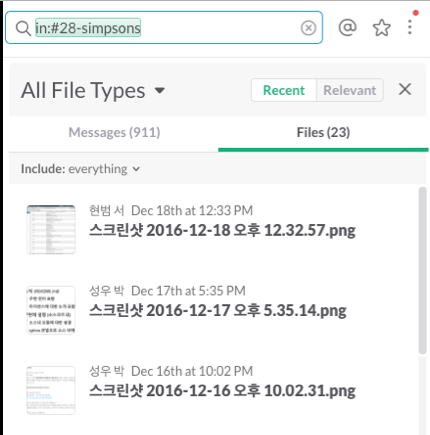 in:#28-simpsons
All File Types
Recent Relevant
Messages (911) Files (23)
Include: everything
현범 서 Dec 18th at 12:33 PM
스크린샷 2016-12-18 오후 12.32.57.png
성우 박 Dec 17th at 5:35 PM
스크린샷 2016-12-17 오후 5.35.14.png
성우 박 Dec 16th at 10:02 PM
스크린샷 2016-12-16 오후 10.02.31.png